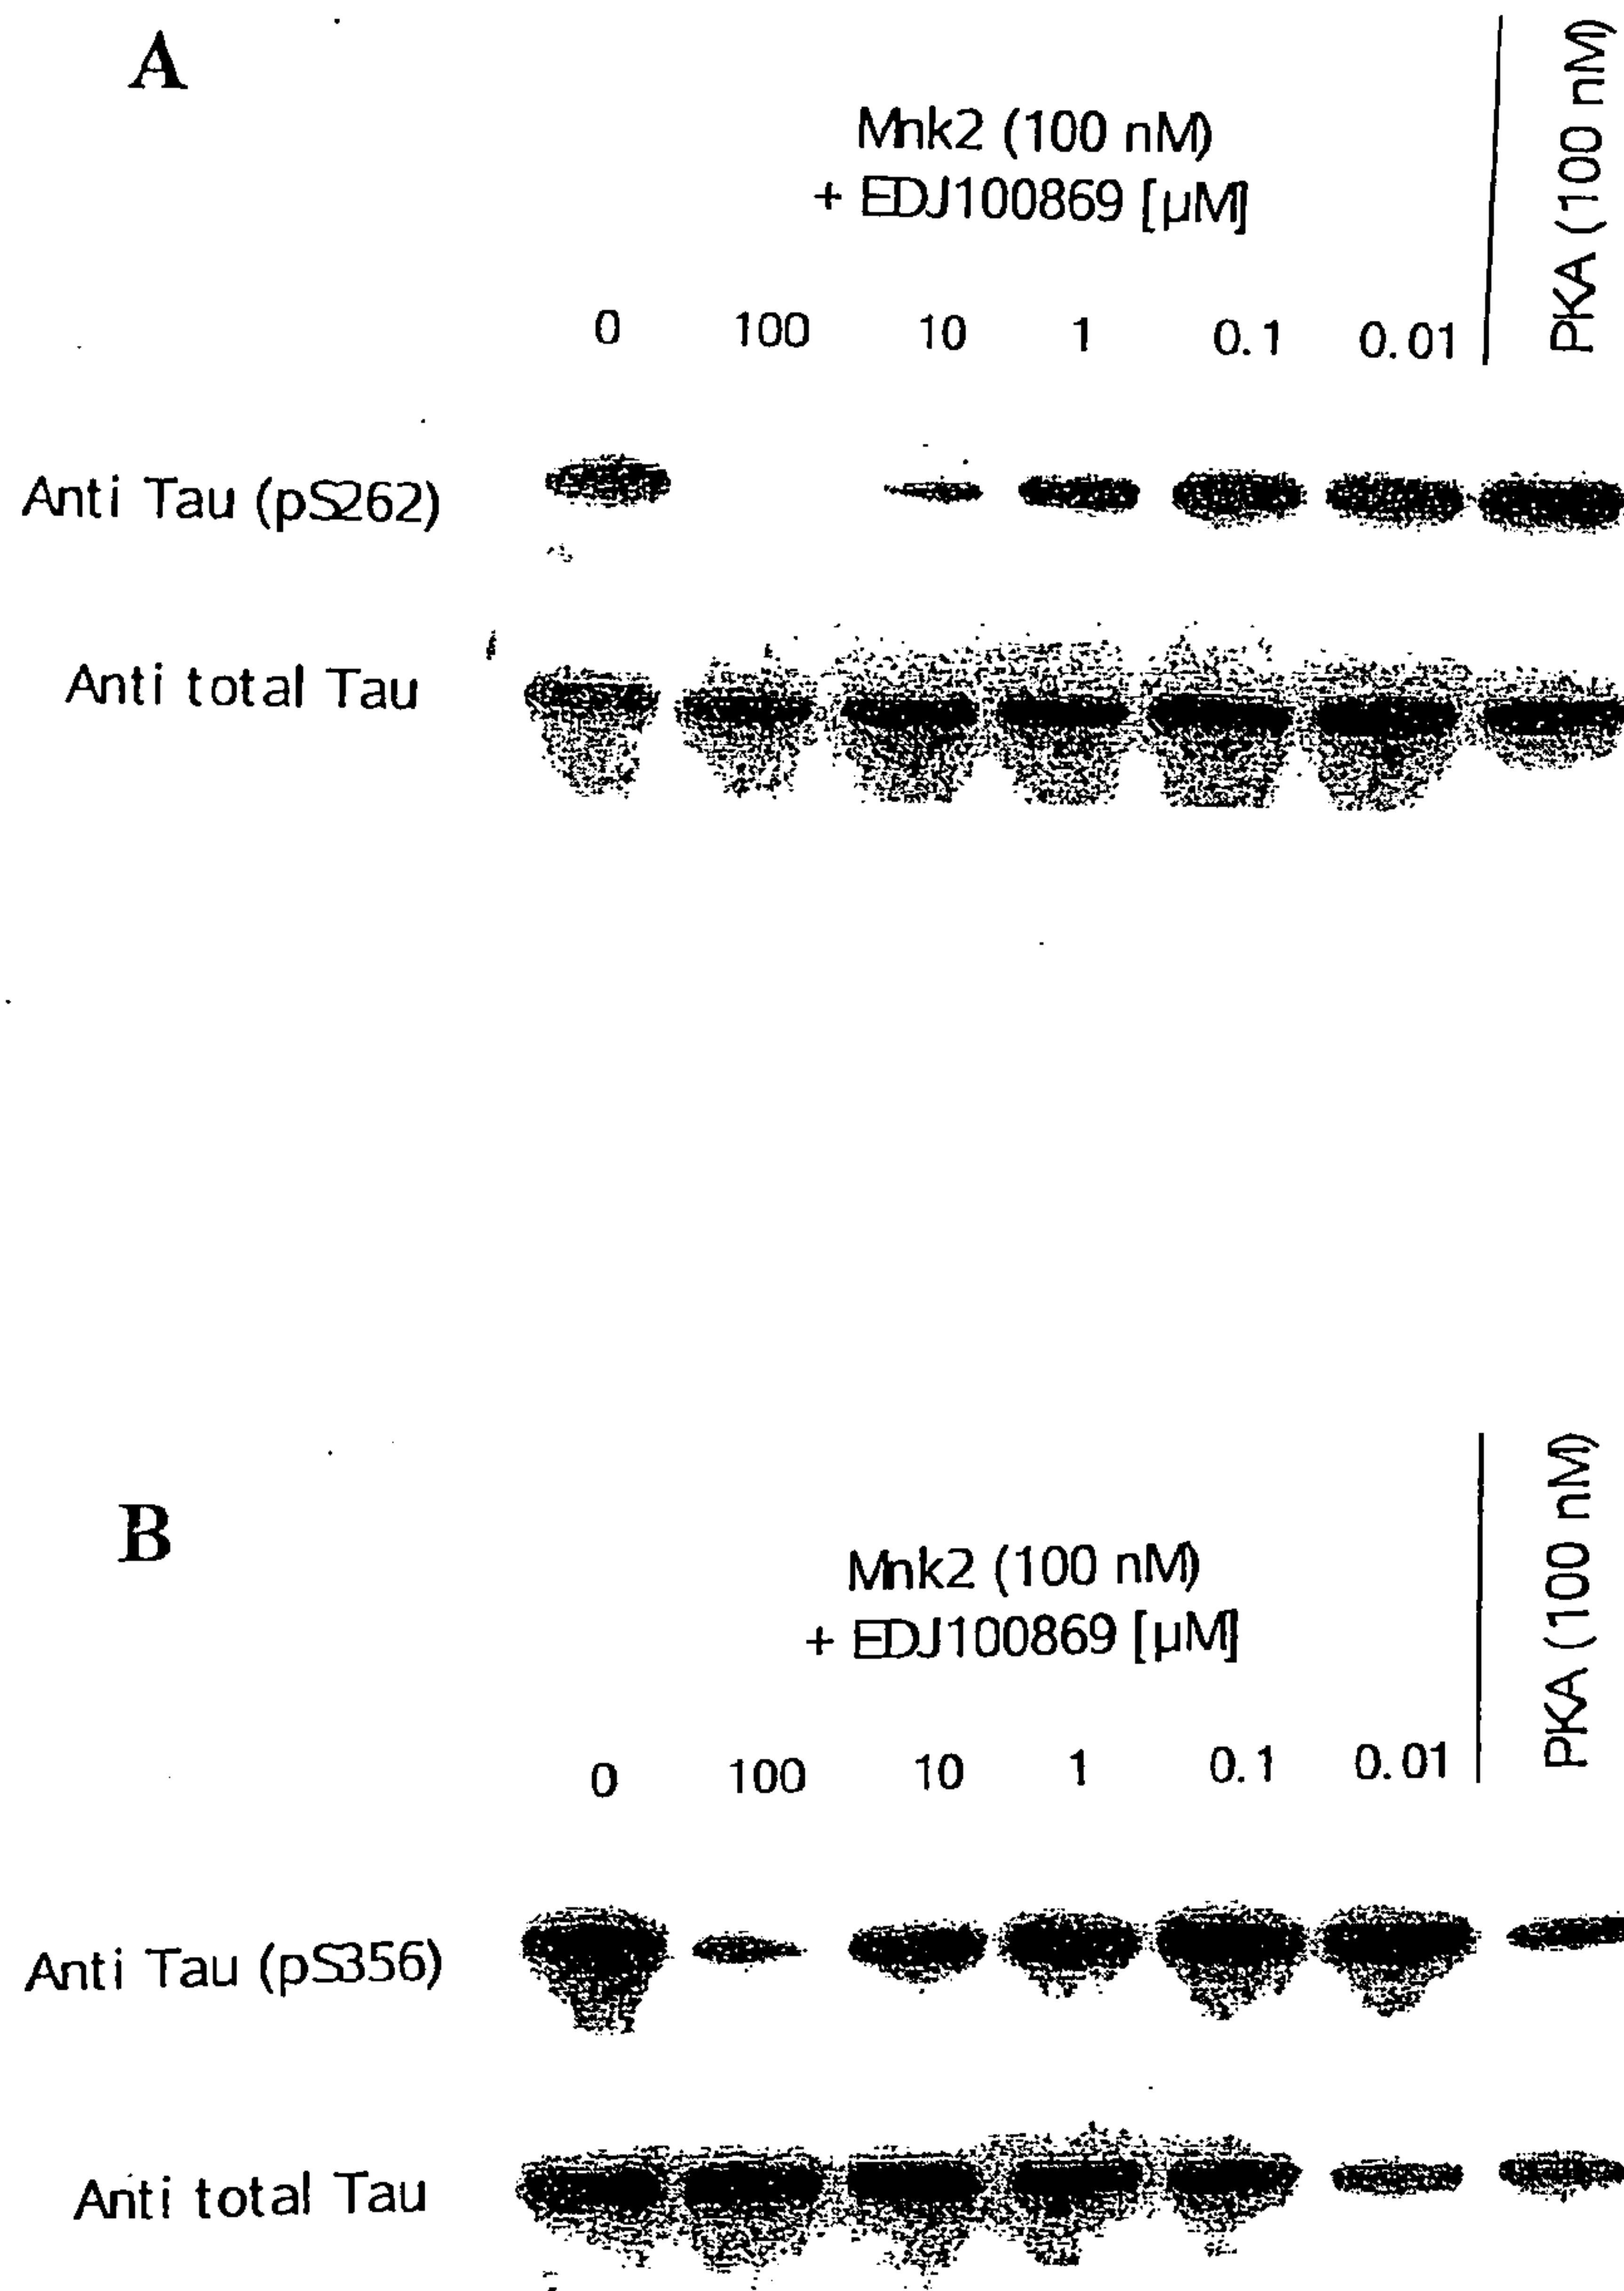 A
Mnk2 (100 nM)
+ EDJ100869 [µM]
PKA (100 nM)
0 100 10 1 0.1 0.01
Anti Tau (pS262)
Anti total Tau
B
Mnk2 (100 nM)
+ EDJ100869 [µM]
PKA (100 nM)
0 100 10 1 0.1 0.01
Anti Tau (pS356)
Anti total Tau